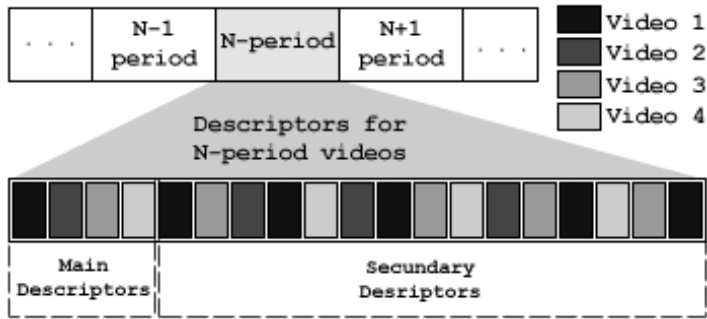 . . .
N-1
period
N-period
N+1
period
. . .
Video 1
Video 2
Video 3
Video 4
Descriptors for
N-period videos
Main
Descriptors
Secundary
Desriptors